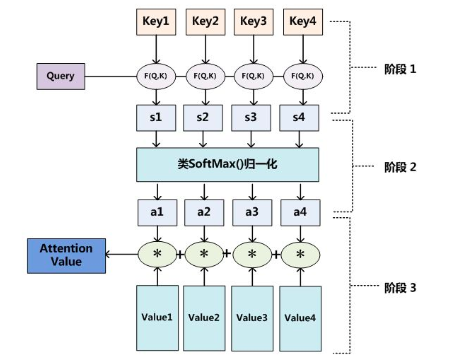 Key1 Key2 Key3 Key4
Query F(Q,K) F(Q,K) F(Q,K) F(Q,K)
阶段 1
s1 s2 s3 s4
类SoftMax()归一化
阶段 2
a1 a2 a3 a4
Attention
Value
* + * + * + *
阶段 3
Value1 Value2 Value3 Value4